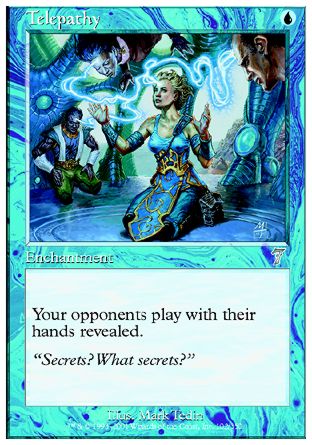 Telepathy
Enchantment
Your opponents play with their
hands revealed.
“Secrets? What secrets?”
Illus. Mark Tedin